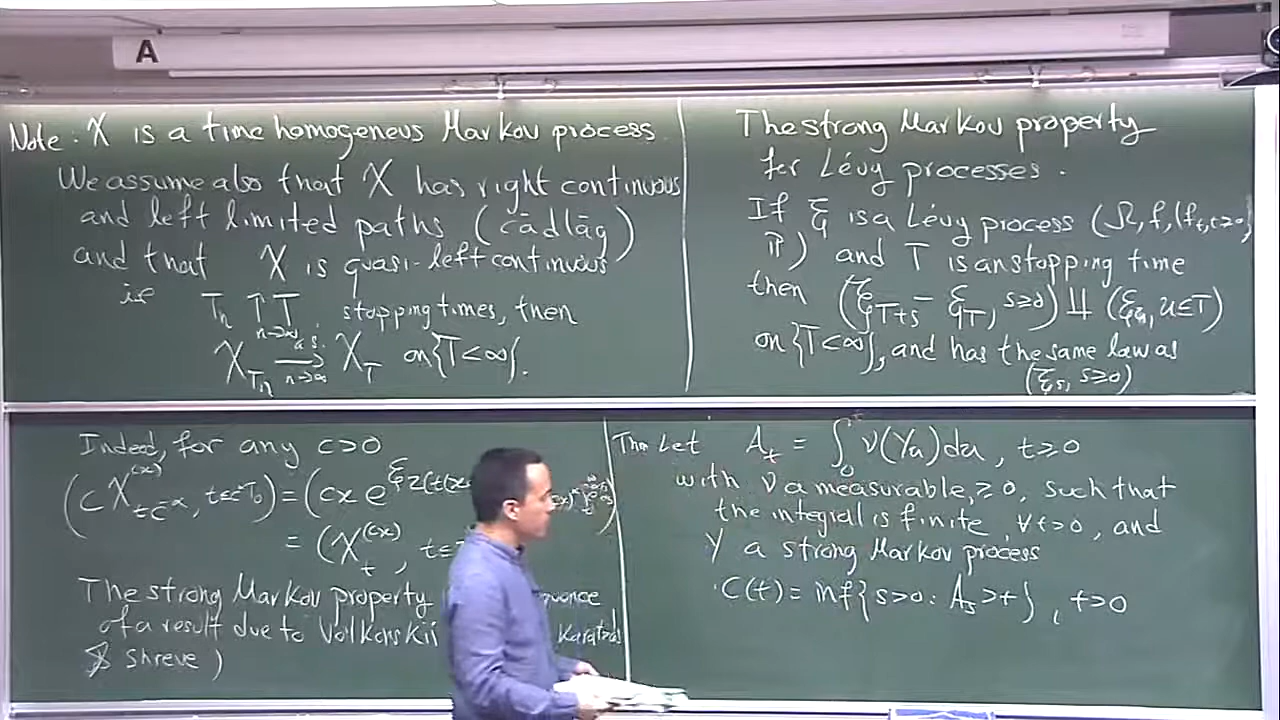 A
Note: X is a time homogeneus Markov process
We assume also that X has right continuous
and left limited paths (càdlàg)
and that X is quasi-left continuous
if T_n ↑ T stopping times, then
n→∞
X_{T_n} \xrightarrow[n→∞]{a.s.} X_T on {T<∞}.
The strong Markov property
for Lévy processes.
If ξ is a Lévy process (Ω, F, (F_t, t≥0)
ℙ) and T is an stopping time
then (ξ_{T+s} - ξ_T, s≥0) ⫫ (ξ_u, u≤T)
on {T<∞}, and has the same law as
(ξ_s, s≥0)
Indeed, for any c>0
(c X^{(x)}_{tc^{-α}}, t≤c^α T_0) = (cx e^{ξ
= (X_t^{(cx)}, t≤
The strong Markov property
of a result due to Volkonskii Karatzas
& Shreve)
Thm Let A_t = ∫_0^t ν(Y_u)du, t≥0
with ν a measurable, ≥0, such that
the integral is finite ∀t>0, and
Y a strong Markov process
C(t) = inf{s>0: A_s>t}, t>0